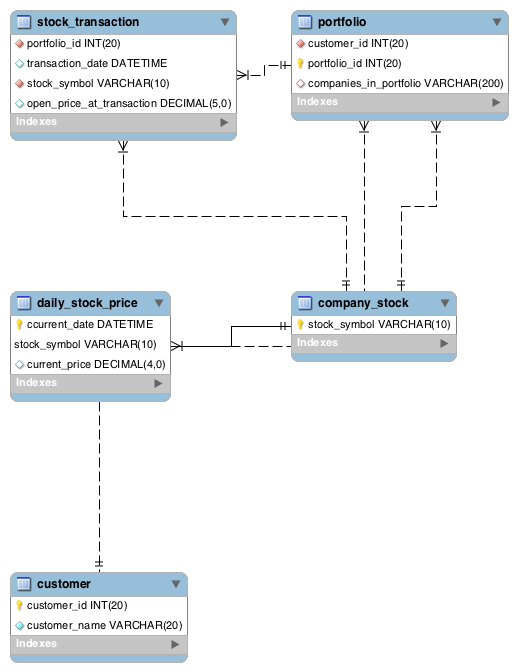 stock_transaction
portfolio_id INT(20)
transaction_date DATETIME
stock_symbol VARCHAR(10)
open_price_at_transaction DECIMAL(5,0)
Indexes
portfolio
customer_id INT(20)
portfolio_id INT(20)
companies_in_portfolio VARCHAR(200)
Indexes
daily_stock_price
ccurrent_date DATETIME
stock_symbol VARCHAR(10)
current_price DECIMAL(4,0)
Indexes
company_stock
stock_symbol VARCHAR(10)
Indexes
customer
customer_id INT(20)
customer_name VARCHAR(20)
Indexes